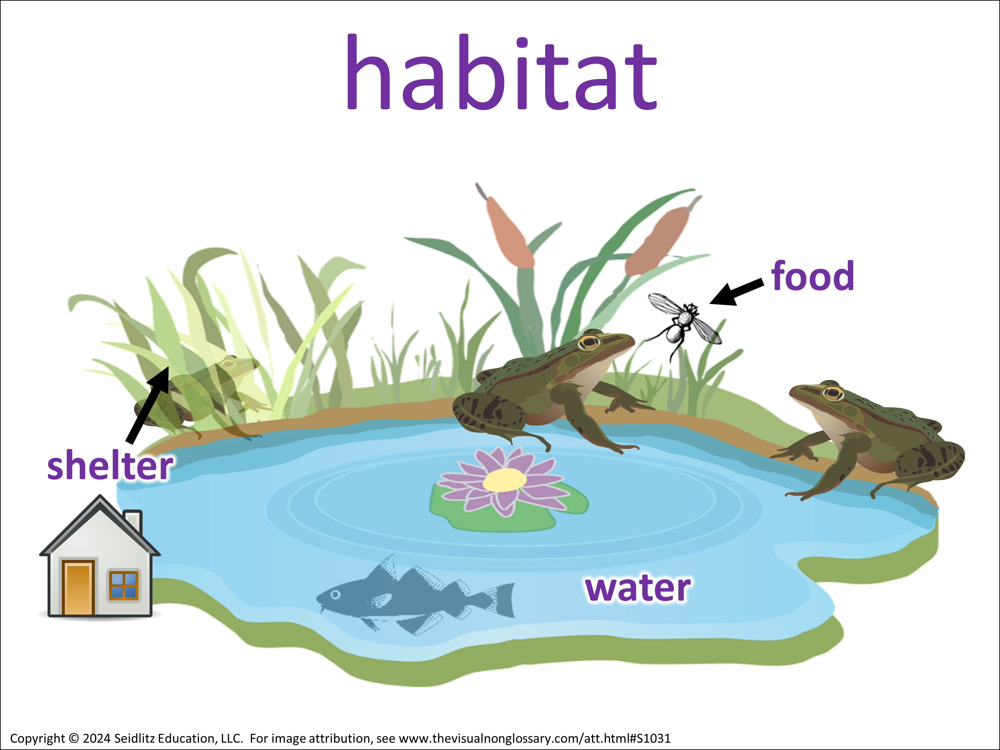 habitat
food
shelter
water
Copyright © 2024 Seidlitz Education, LLC.  For image attribution, see www.thevisualnonglossary.com/att.html#S1031